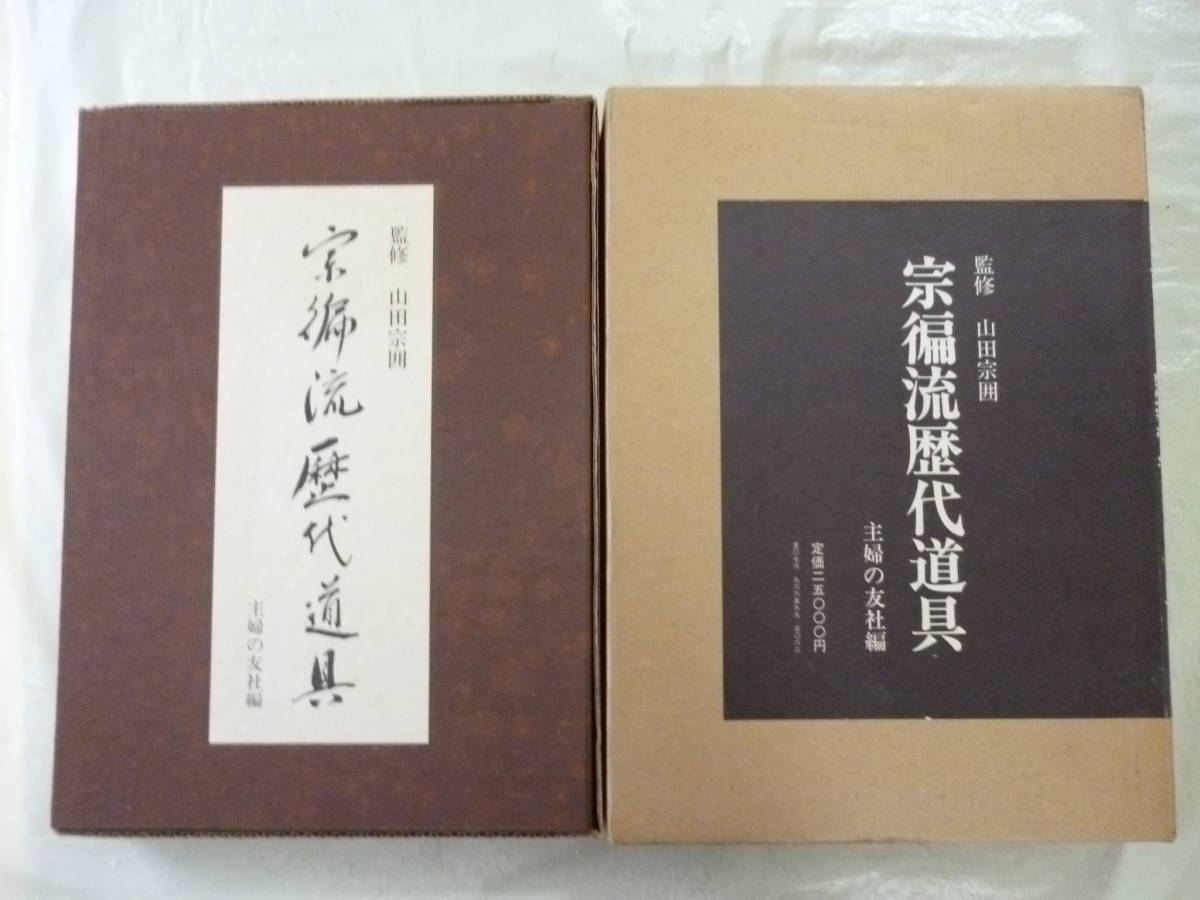 監修 山田宗囲
宗徧流歴代道具
主婦の友社編
監修 山田宗囲
宗徧流歴代道具
主婦の友社編
定価二五〇〇〇円